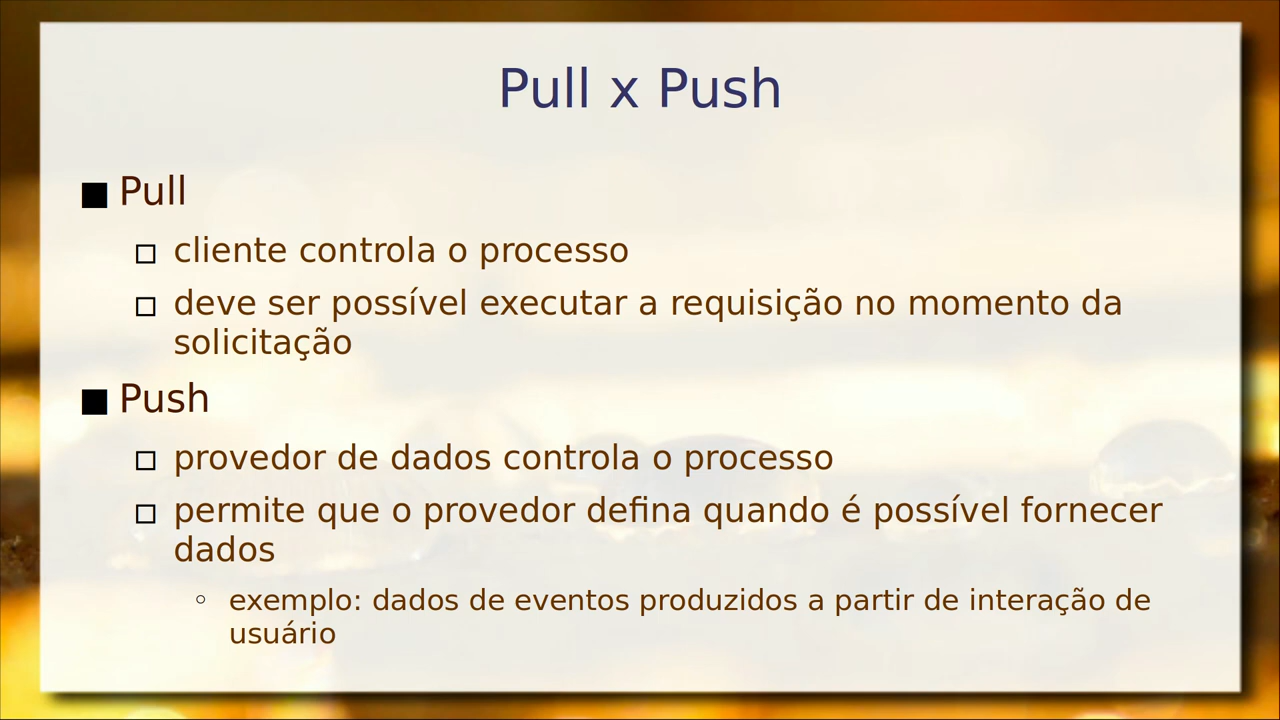 Pull x Push
Pull
cliente controla o processo
deve ser possível executar a requisição no momento da
solicitação
Push
provedor de dados controla o processo
permite que o provedor defina quando é possível fornecer
dados
exemplo: dados de eventos produzidos a partir de interação de
usuário